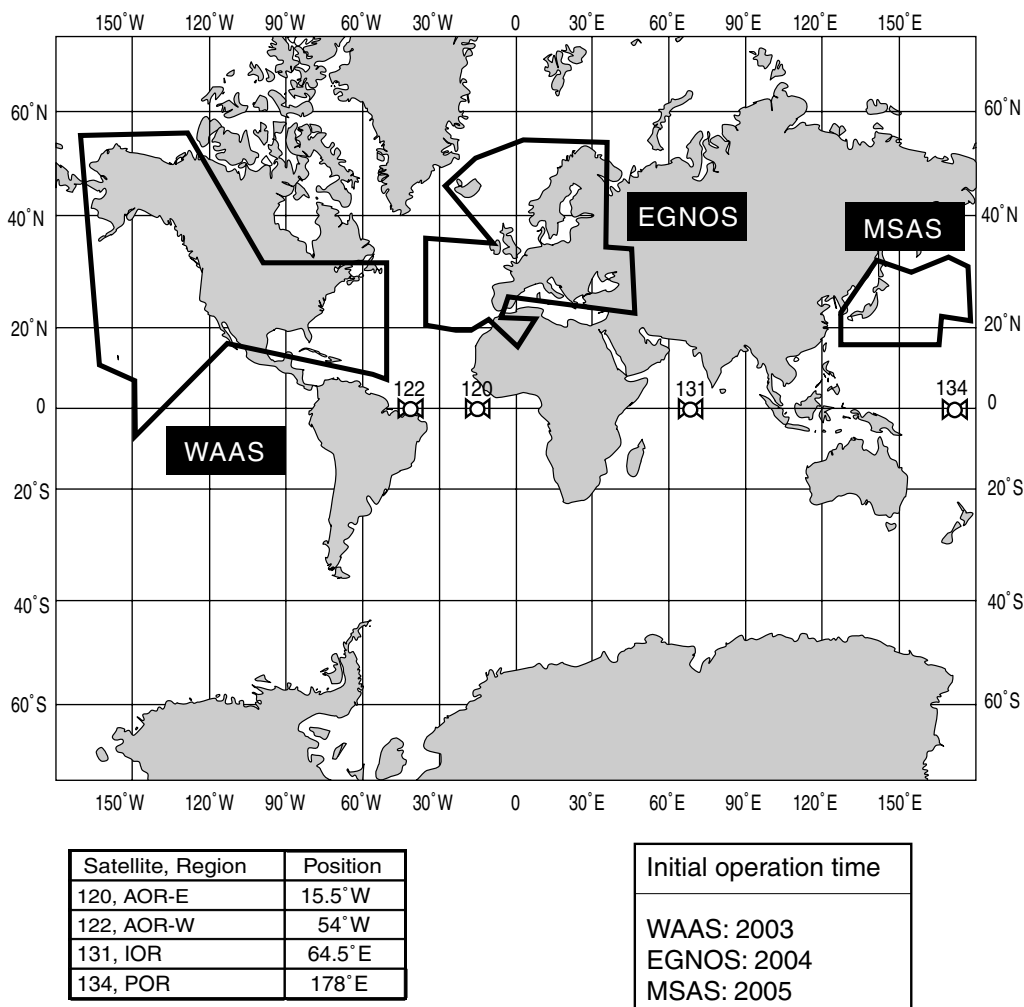 150˚W 120˚W 90˚W 60˚W 30˚W 0 30˚E 60˚E 90˚E 120˚E 150˚E
60˚N 60˚N
EGNOS
MSAS
40˚N 40˚N
20˚N 20˚N
122 120 131 134
0 0
WAAS
20˚S 20˚S
40˚S 40˚S
60˚S 60˚S
150˚W 120˚W 90˚W 60˚W 30˚W 0 30˚E 60˚E 90˚E 120˚E 150˚E
Satellite, Region Position
120, AOR-E 15.5˚W
122, AOR-W 54˚W
131, IOR 64.5˚E
134, POR 178˚E
Initial operation time
WAAS: 2003
EGNOS: 2004
MSAS: 2005